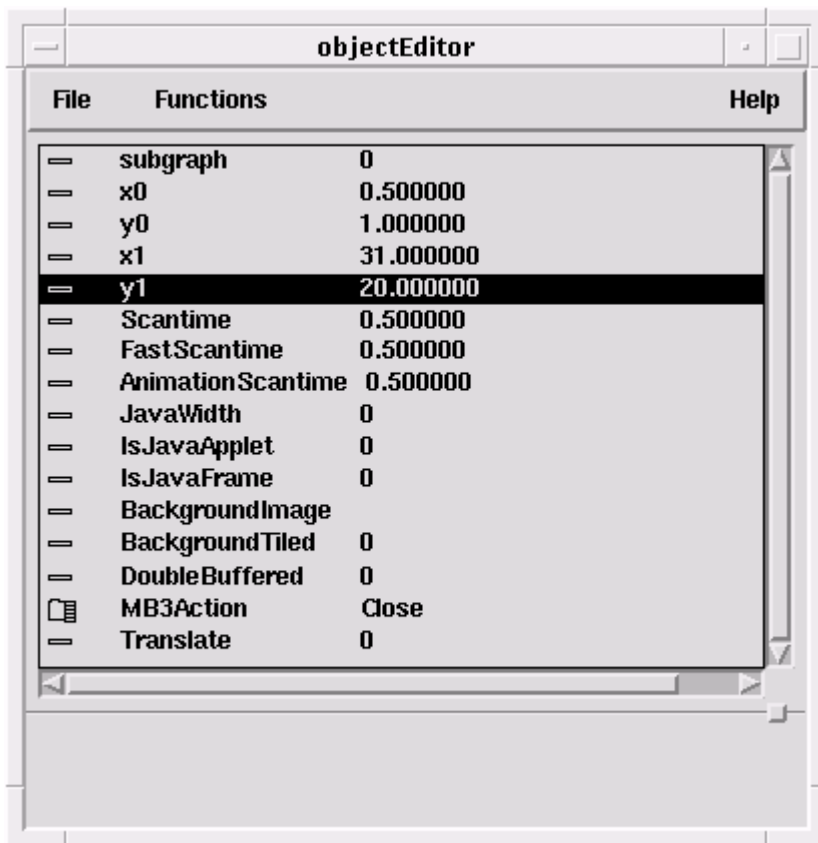 objectEditor
File Functions Help
subgraph 0
x0 0.500000
y0 1.000000
x1 31.000000
y1 20.000000
Scantime 0.500000
FastScantime 0.500000
AnimationScantime 0.500000
JavaWidth 0
IsJavaApplet 0
IsJavaFrame 0
BackgroundImage
BackgroundTiled 0
DoubleBuffered 0
MB3Action Close
Translate 0